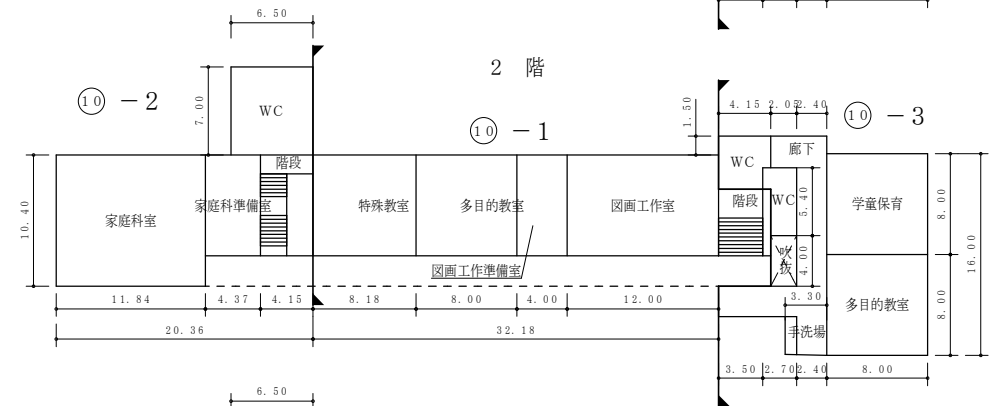 6.50
2 階
⑩ －2
7.00
WC
⑩ －1
1.50
4.15 2.05 2.40
⑩ －3
階段
WC
廊下
10.40
家庭科室
家庭科準備室
特殊教室
多目的教室
図画工作室
階段
WC
5.40
学童保育
8.00
吹抜
4.00
16.00
図画工作準備室
11.84 4.37 4.15 8.18 8.00 4.00 12.00
3.30
多目的教室
8.00
20.36 32.18
手洗場
3.50 2.70 2.40 8.00
6.50